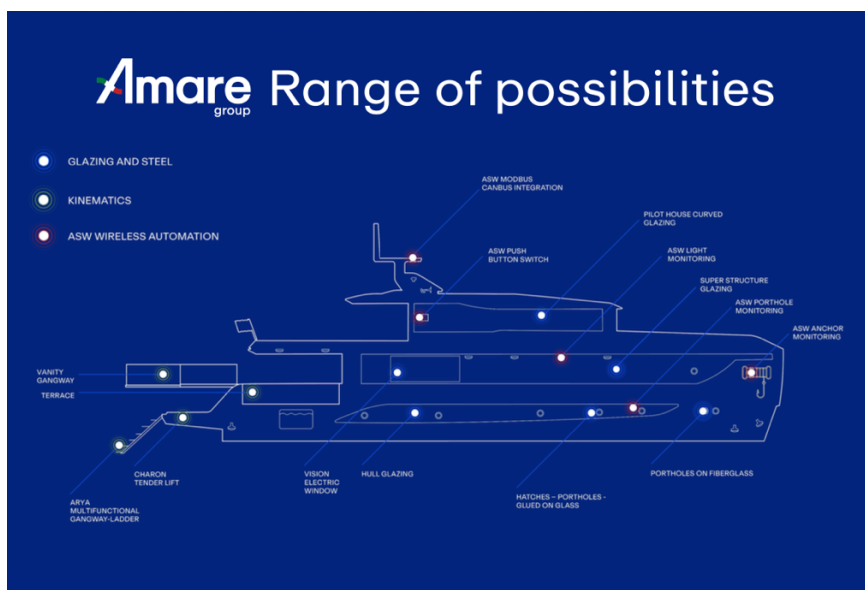 Amare group Range of possibilities
GLAZING AND STEEL
KINEMATICS
ASW WIRELESS AUTOMATION
ASW MODBUS
CANBUS INTEGRATION
PILOT HOUSE CURVED
GLAZING
ASW PUSH
BUTTON SWITCH
ASW LIGHT
MONITORING
SUPER STRUCTURE
GLAZING
ASW PORTHOLE
MONITORING
ASW ANCHOR
MONITORING
VANITY
GANGWAY
TERRACE
CHARON
TENDER LIFT
VISION
ELECTRIC
WINDOW
HULL GLAZING
PORTHOLES ON FIBERGLASS
HATCHES – PORTHOLES -
GLUED ON GLASS
ARYA
MULTIFUNCTIONAL
GANGWAY-LADDER